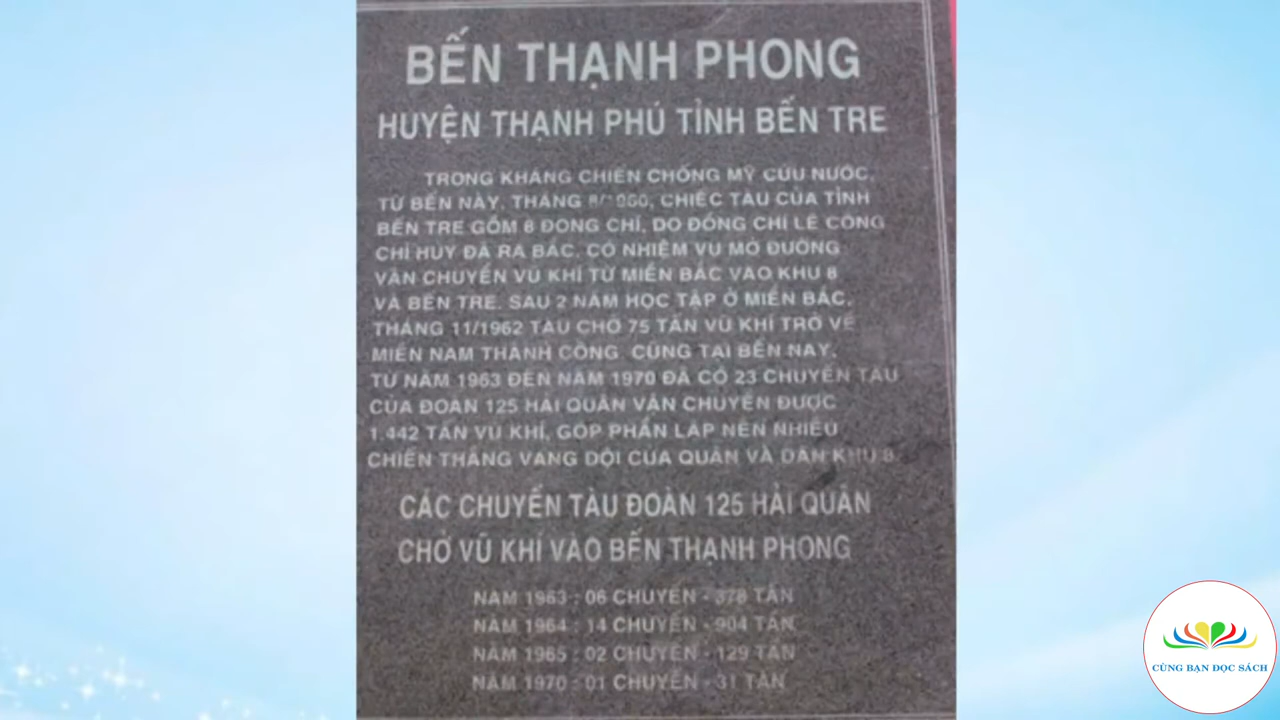 BẾN THẠNH PHONG
HUYỆN THẠNH PHÚ TỈNH BẾN TRE
TRONG KHÁNG CHIẾN CHỐNG MỸ CỨU NƯỚC,
TỪ BẾN NÀY, THÁNG CHIẾC TÀU CỦA TỈNH
BẾN TRE GỒM 8 ĐỒNG CHÍ, DO ĐỒNG CHÍ LÊ CÔNG
CHỈ HUY ĐÃ RA BẮC, CÓ NHIỆM VỤ MỞ ĐƯỜNG
VẬN CHUYỂN VŨ KHÍ TỪ MIỀN BẮC VÀO KHU 8
VÀ BẾN TRE. SAU 2 NĂM HỌC TẬP Ở MIỀN BẮC,
THÁNG 11/1962 TÀU CHỞ 75 TẤN VŨ KHÍ TRỞ VỀ
MIỀN NAM THÀNH CÔNG. CŨNG TẠI BẾN NÀY,
TỪ NĂM 1963 ĐẾN NĂM 1970 ĐÃ CÓ 23 CHUYẾN TÀU
CỦA ĐOÀN 125 HẢI QUÂN VẬN CHUYỂN ĐƯỢC
1.442 TẤN VŨ KHÍ, GÓP PHẦN LẬP NÊN NHIỀU
CHIẾN THẮNG VANG DỘI CỦA QUÂN VÀ DÂN KHU 8.
CÁC CHUYẾN TÀU ĐOÀN 125 HẢI QUÂN
CHỞ VŨ KHÍ VÀO BẾN THẠNH PHONG
NĂM 1963 : 06 CHUYẾN - 378 TẤN
NĂM 1964 : 14 CHUYẾN - 904 TẤN
NĂM 1965 : 02 CHUYẾN - 129 TẤN
NĂM 1970 : 01 CHUYẾN - 31 TẤN
CÙNG BẠN ĐỌC SÁCH